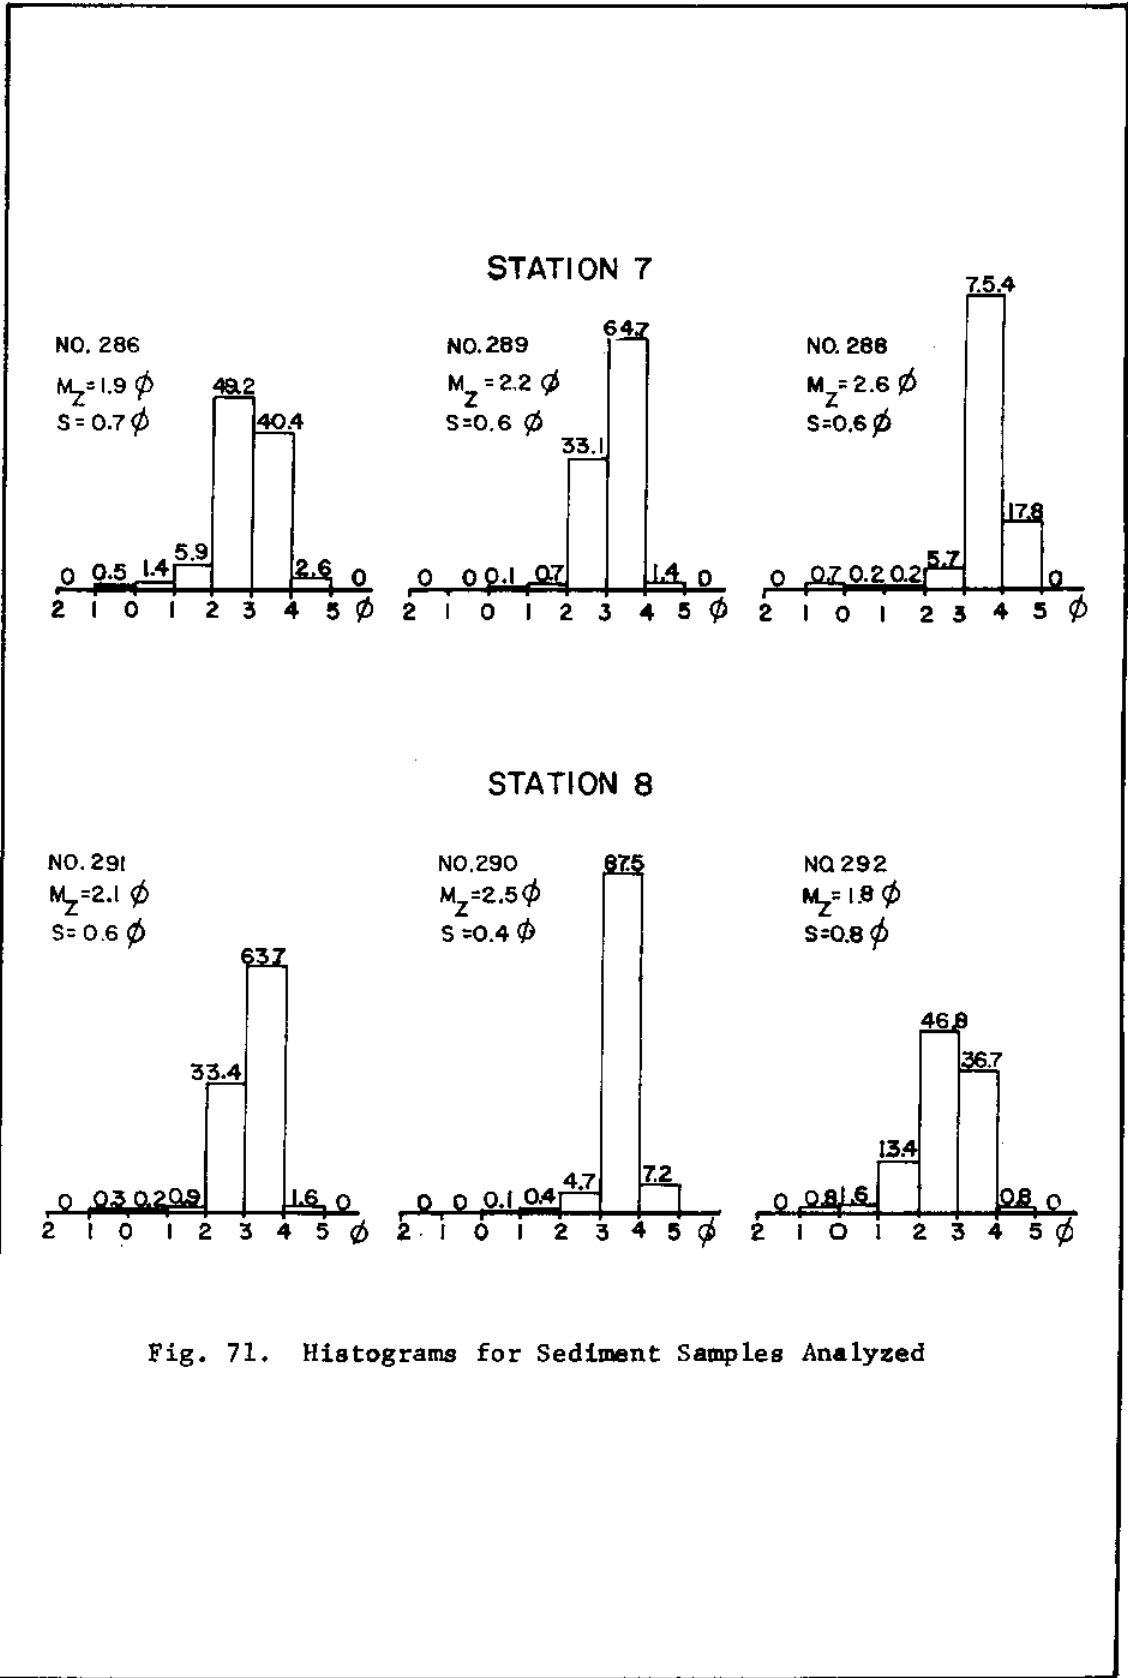 STATION 7
NO. 286
M_Z = 1.9 ϕ
S = 0.7 ϕ
0 0.5 1.4 5.9 49.2 40.4 2.6 0
2 1 0 1 2 3 4 5 ϕ
NO. 289
M_Z = 2.2 ϕ
S=0.6 ϕ
0 0 0.1 0.7 33.1 64.7 1.4 0
2 1 0 1 2 3 4 5 ϕ
NO. 288
M_Z = 2.6 ϕ
S=0.6 ϕ
0 0.7 0.2 0.2 5.7 75.4 17.8 0
2 1 0 1 2 3 4 5 ϕ
STATION 8
NO. 291
M_Z=2.1 ϕ
S= 0.6 ϕ
0 0.3 0.2 0.9 33.4 63.7 1.6 0
2 1 0 1 2 3 4 5 ϕ
NO. 290
M_Z=2.5 ϕ
S =0.4 ϕ
0 0 0.1 0.4 4.7 87.5 7.2 0
2 1 0 1 2 3 4 5 ϕ
NO. 292
M_Z= 1.8 ϕ
S=0.8 ϕ
0 0.8 1.6 13.4 46.8 36.7 0.8 0
2 1 0 1 2 3 4 5 ϕ
Fig. 71. Histograms for Sediment Samples Analyzed